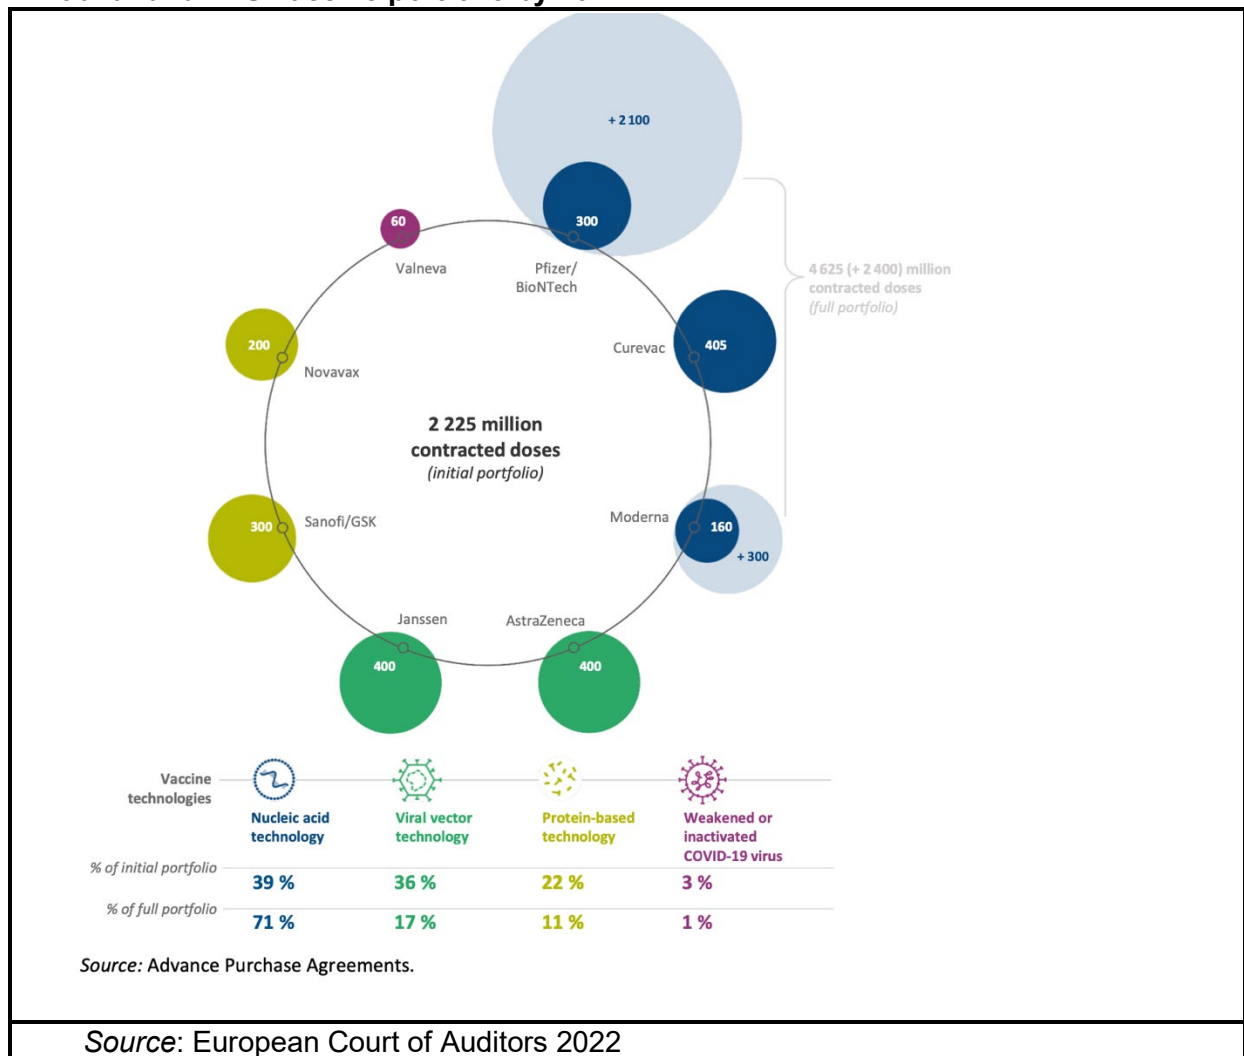 + 2 100
300
60
Valneva
Pfizer/
BioNTech
4 625 (+ 2 400) million
contracted doses
(full portfolio)
200
Novavax
Curevac
405
2 225 million
contracted doses
(initial portfolio)
300
Sanofi/GSK
Moderna
160
+ 300
Janssen
AstraZeneca
400
400
Vaccine
technologies
Nucleic acid
technology
Viral vector
technology
Protein-based
technology
Weakened or
inactivated
COVID-19 virus
% of initial portfolio
39 %
36 %
22 %
3 %
% of full portfolio
71 %
17 %
11 %
1 %
Source: Advance Purchase Agreements.
Source: European Court of Auditors 2022